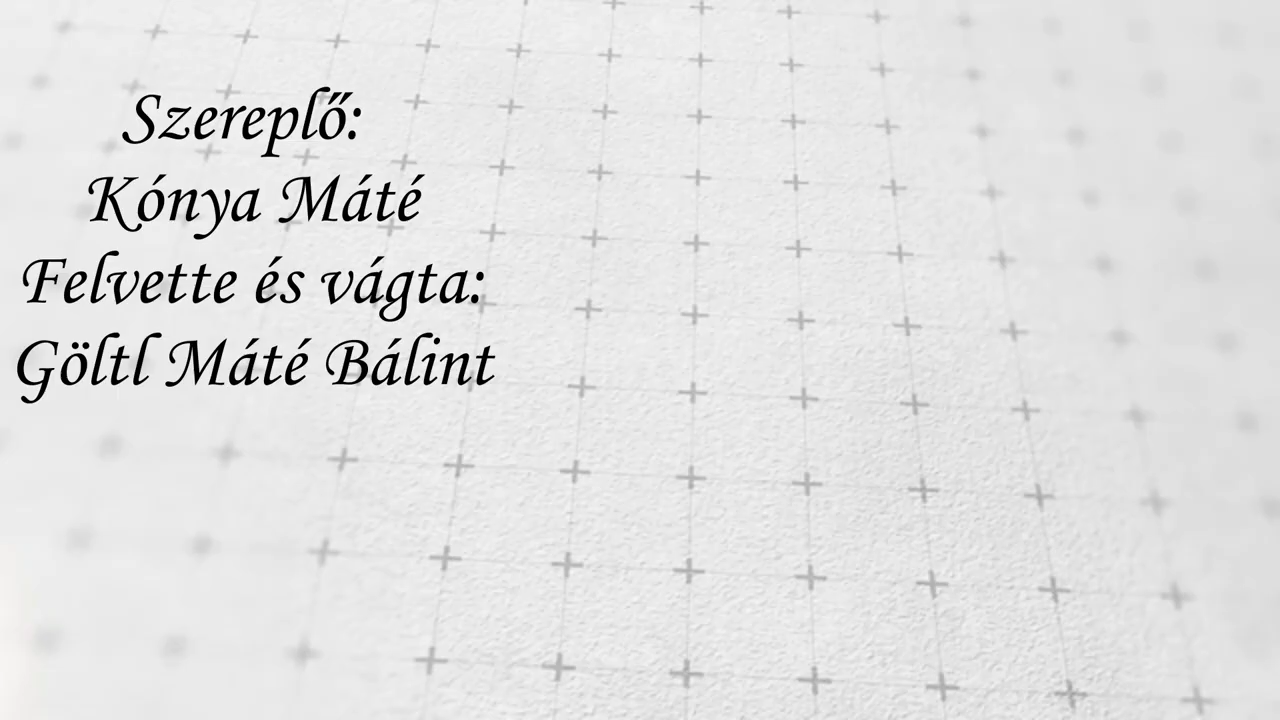 Szereplő:
Kónya Máté
Felvette és vágta:
Göltl Máté Bálint